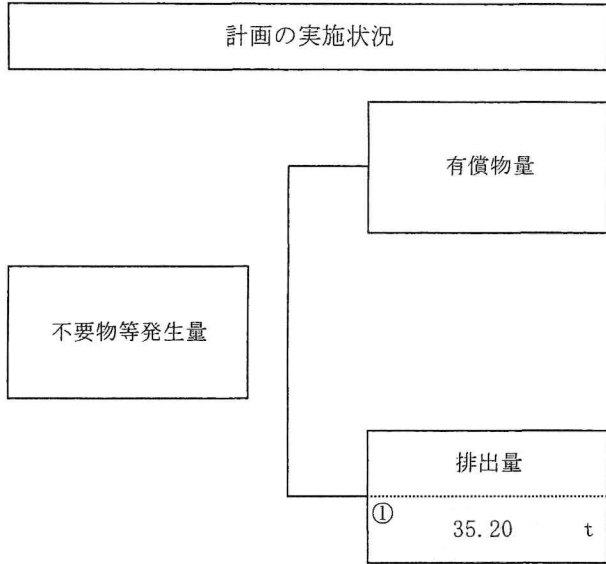 計画の実施状況
有償物量
不要物等発生量
排出量
① 35.20 t